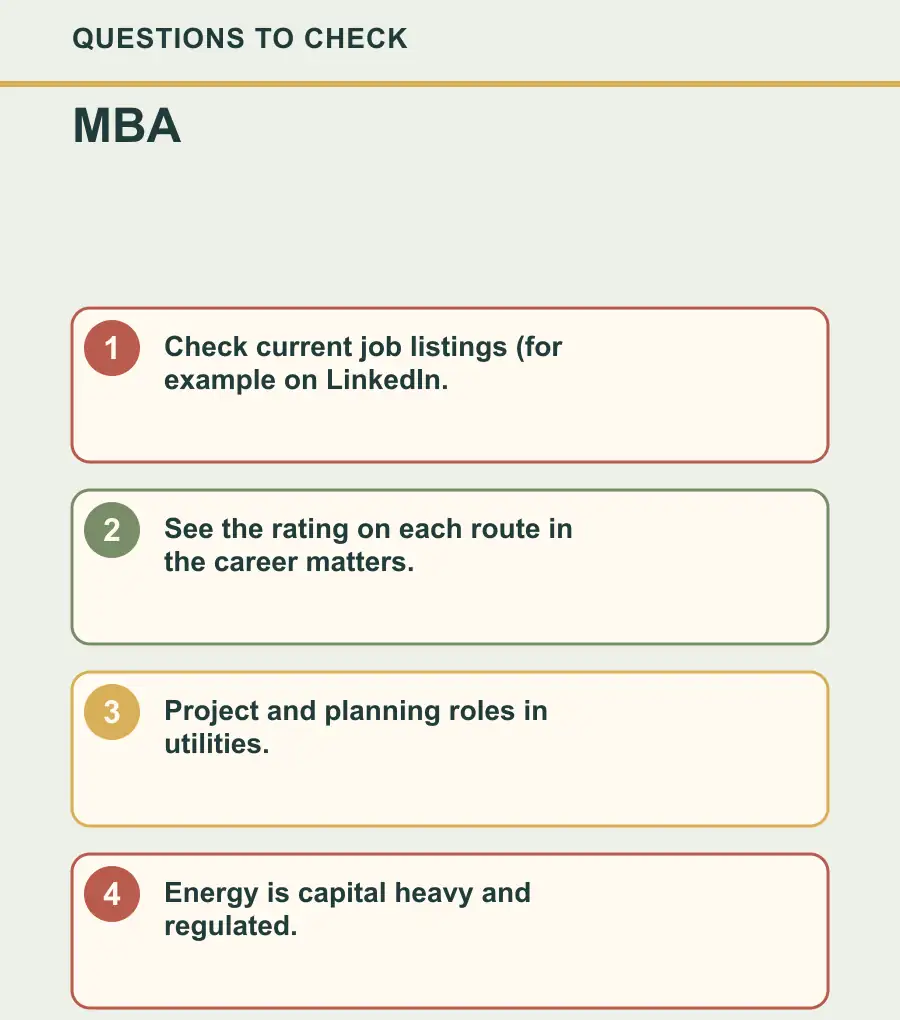 QUESTIONS TO CHECK
MBA
1
Check current job listings (for
example on LinkedIn.
2
See the rating on each route in
the career matters.
3
Project and planning roles in
utilities.
4
Energy is capital heavy and
regulated.